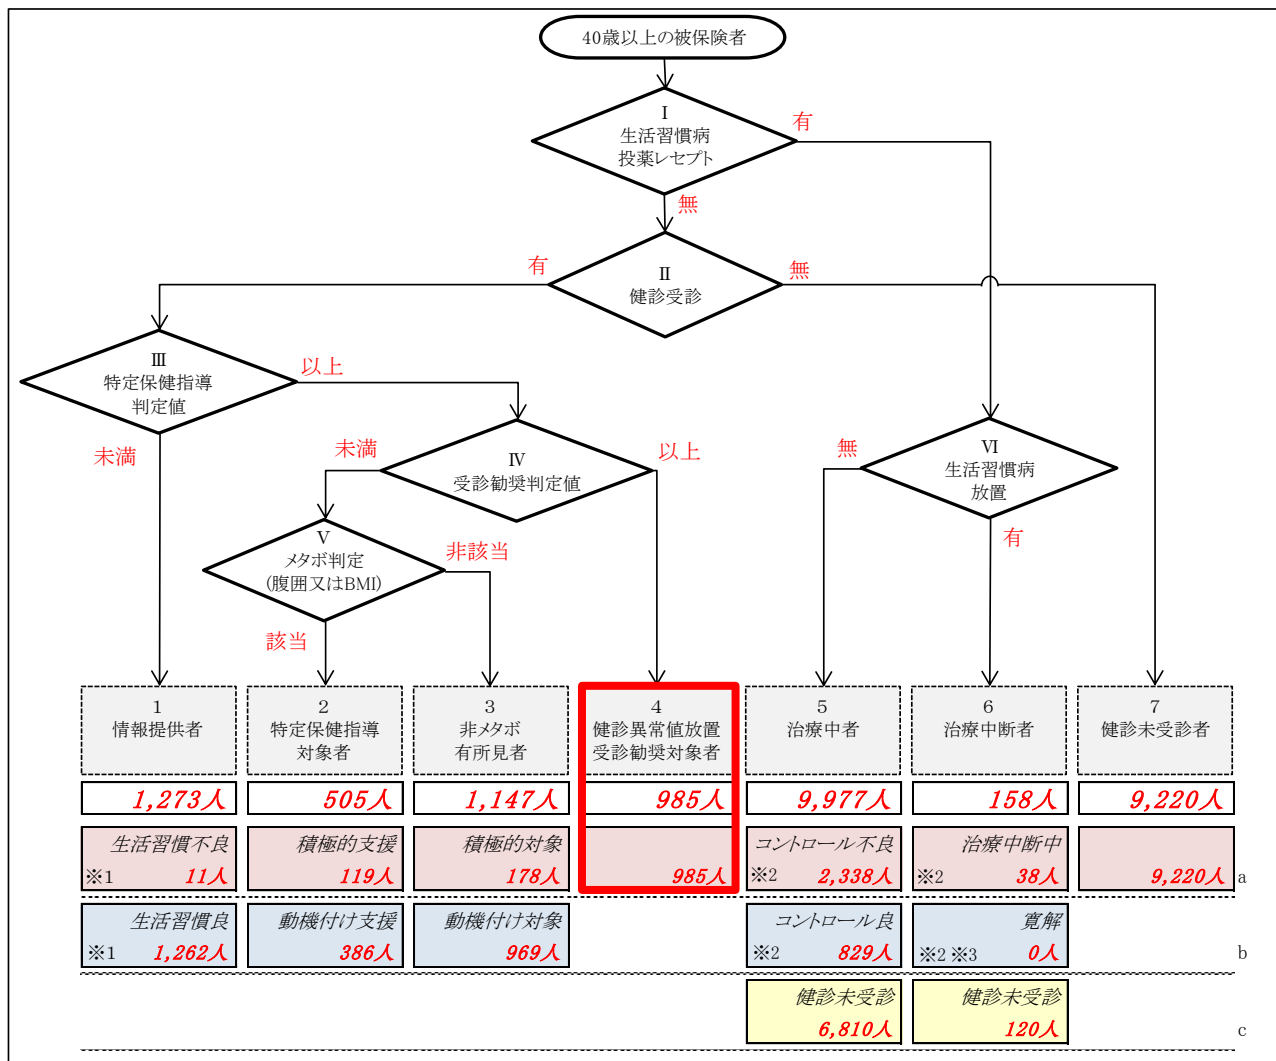 40歳以上の被保険者
Ⅰ
生活習慣病
投薬レセプト
有
無
Ⅱ
健診受診
有
無
Ⅲ
特定保健指導
判定値
以上
未満
Ⅳ
受診勧奨判定値
未満
以上
Ⅵ
生活習慣病
放置
無
有
Ⅴ
メタボ判定
(腹囲又はBMI)
非該当
該当
1
情報提供者
2
特定保健指導
対象者
3
非メタボ
有所見者
4
健診異常値放置
受診勧奨対象者
5
治療中者
6
治療中断者
7
健診未受診者
1,273人
505人
1,147人
985人
9,977人
158人
9,220人
生活習慣不良
※1 11人
積極的支援
119人
積極的対象
178人
985人
コントロール不良
※2 2,338人
治療中断中
※2 38人
9,220人
a
生活習慣良
※1 1,262人
動機付け支援
386人
動機付け対象
969人
コントロール良
※2 829人
寛解
※2 ※3 0人
b
健診未受診
6,810人
健診未受診
120人
c